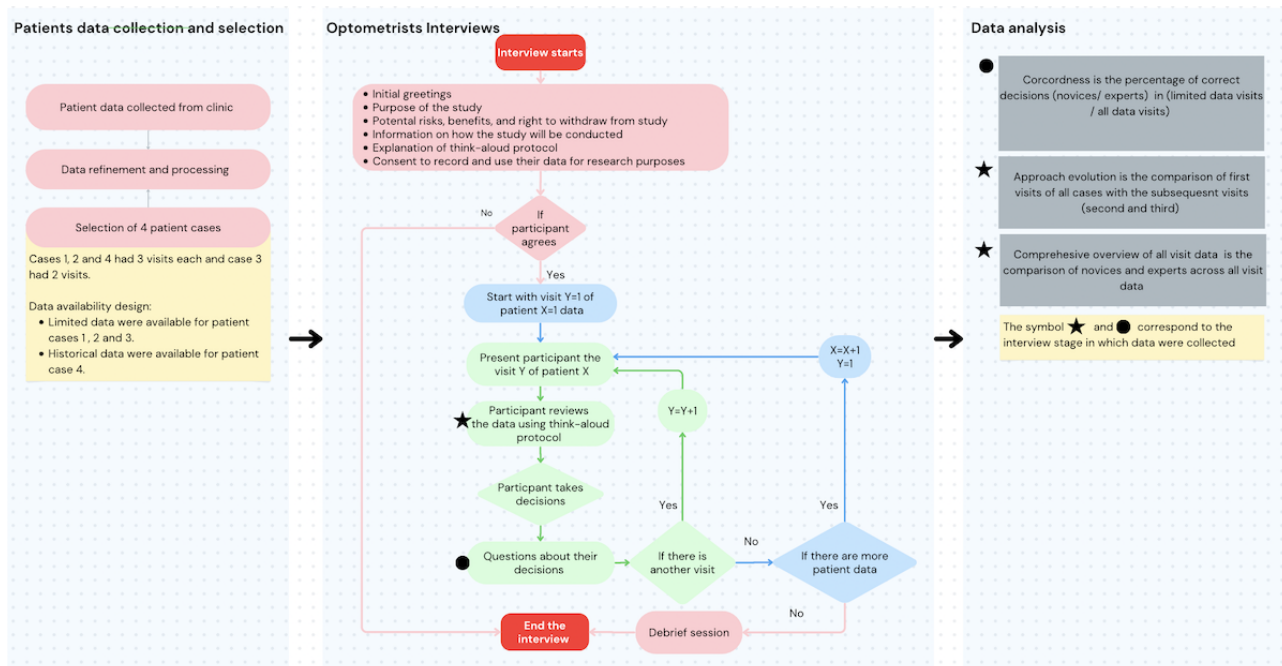 Patients data collection and selection
Patient data collected from clinic
Data refinement and processing
Selection of 4 patient cases
Cases 1, 2 and 4 had 3 visits each and case 3
had 2 visits.
Data availability design:
• Limited data were available for patient
cases 1 , 2 and 3.
• Historical data were available for patient
case 4.
Optometrists Interviews
Interview starts
• Initial greetings
• Purpose of the study
• Potental risks, benefits, and right to withdraw from study
• Information on how the study will be conducted
• Explanation of think-aloud protocol
• Consent to record and use their data for research purposes
If
participant
agrees
No
Yes
Start with visit Y=1 of
patient X=1 data
Present participant the
visit Y of patient X
Participant reviews
the data using think-aloud
protocol
Particpant takes
decisions
Questions about their
decisions
If there is
another visit
Yes
Y=Y+1
No
If there are more
patient data
Yes
X=X+1
Y=1
No
Debrief session
End the
interview
Data analysis
Corcordness is the percentage of correct
decisions (novices/ experts) in (limited data visits
/ all data visits)
Approach evolution is the comparison of first
visits of all cases with the subsequesnt visits
(second and third)
Comprehesive overview of all visit data is the
comparison of novices and experts across all visit
data
The symbol ★ and ● correspond to the
interview stage in which data were collected